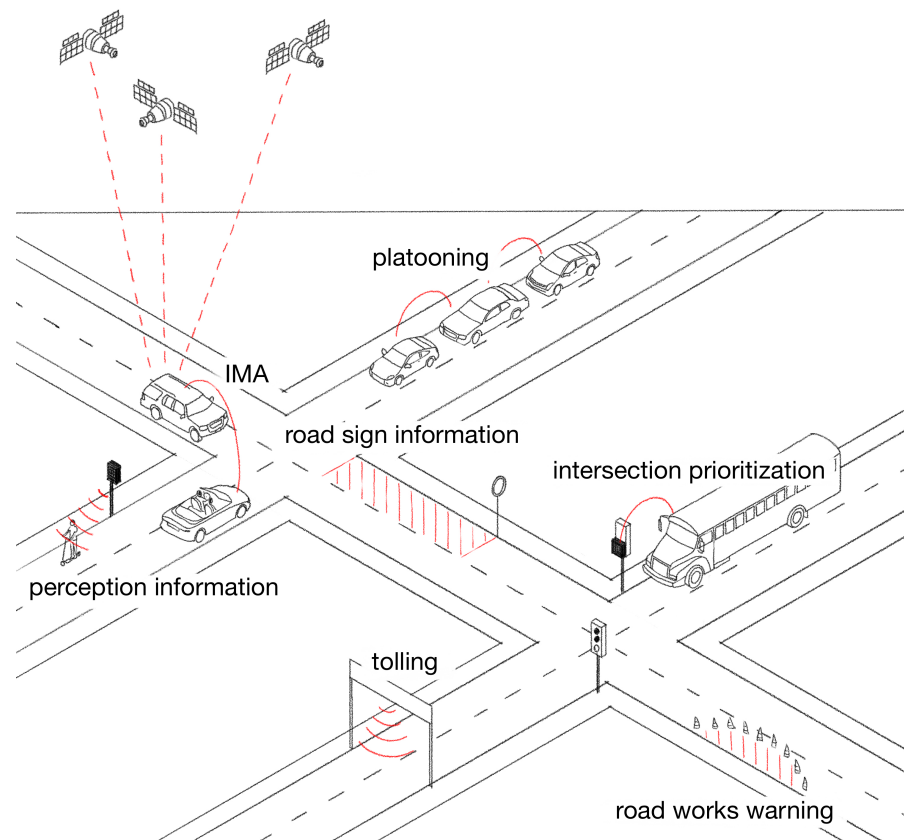 platooning
IMA
road sign information
intersection prioritization
perception information
tolling
road works warning